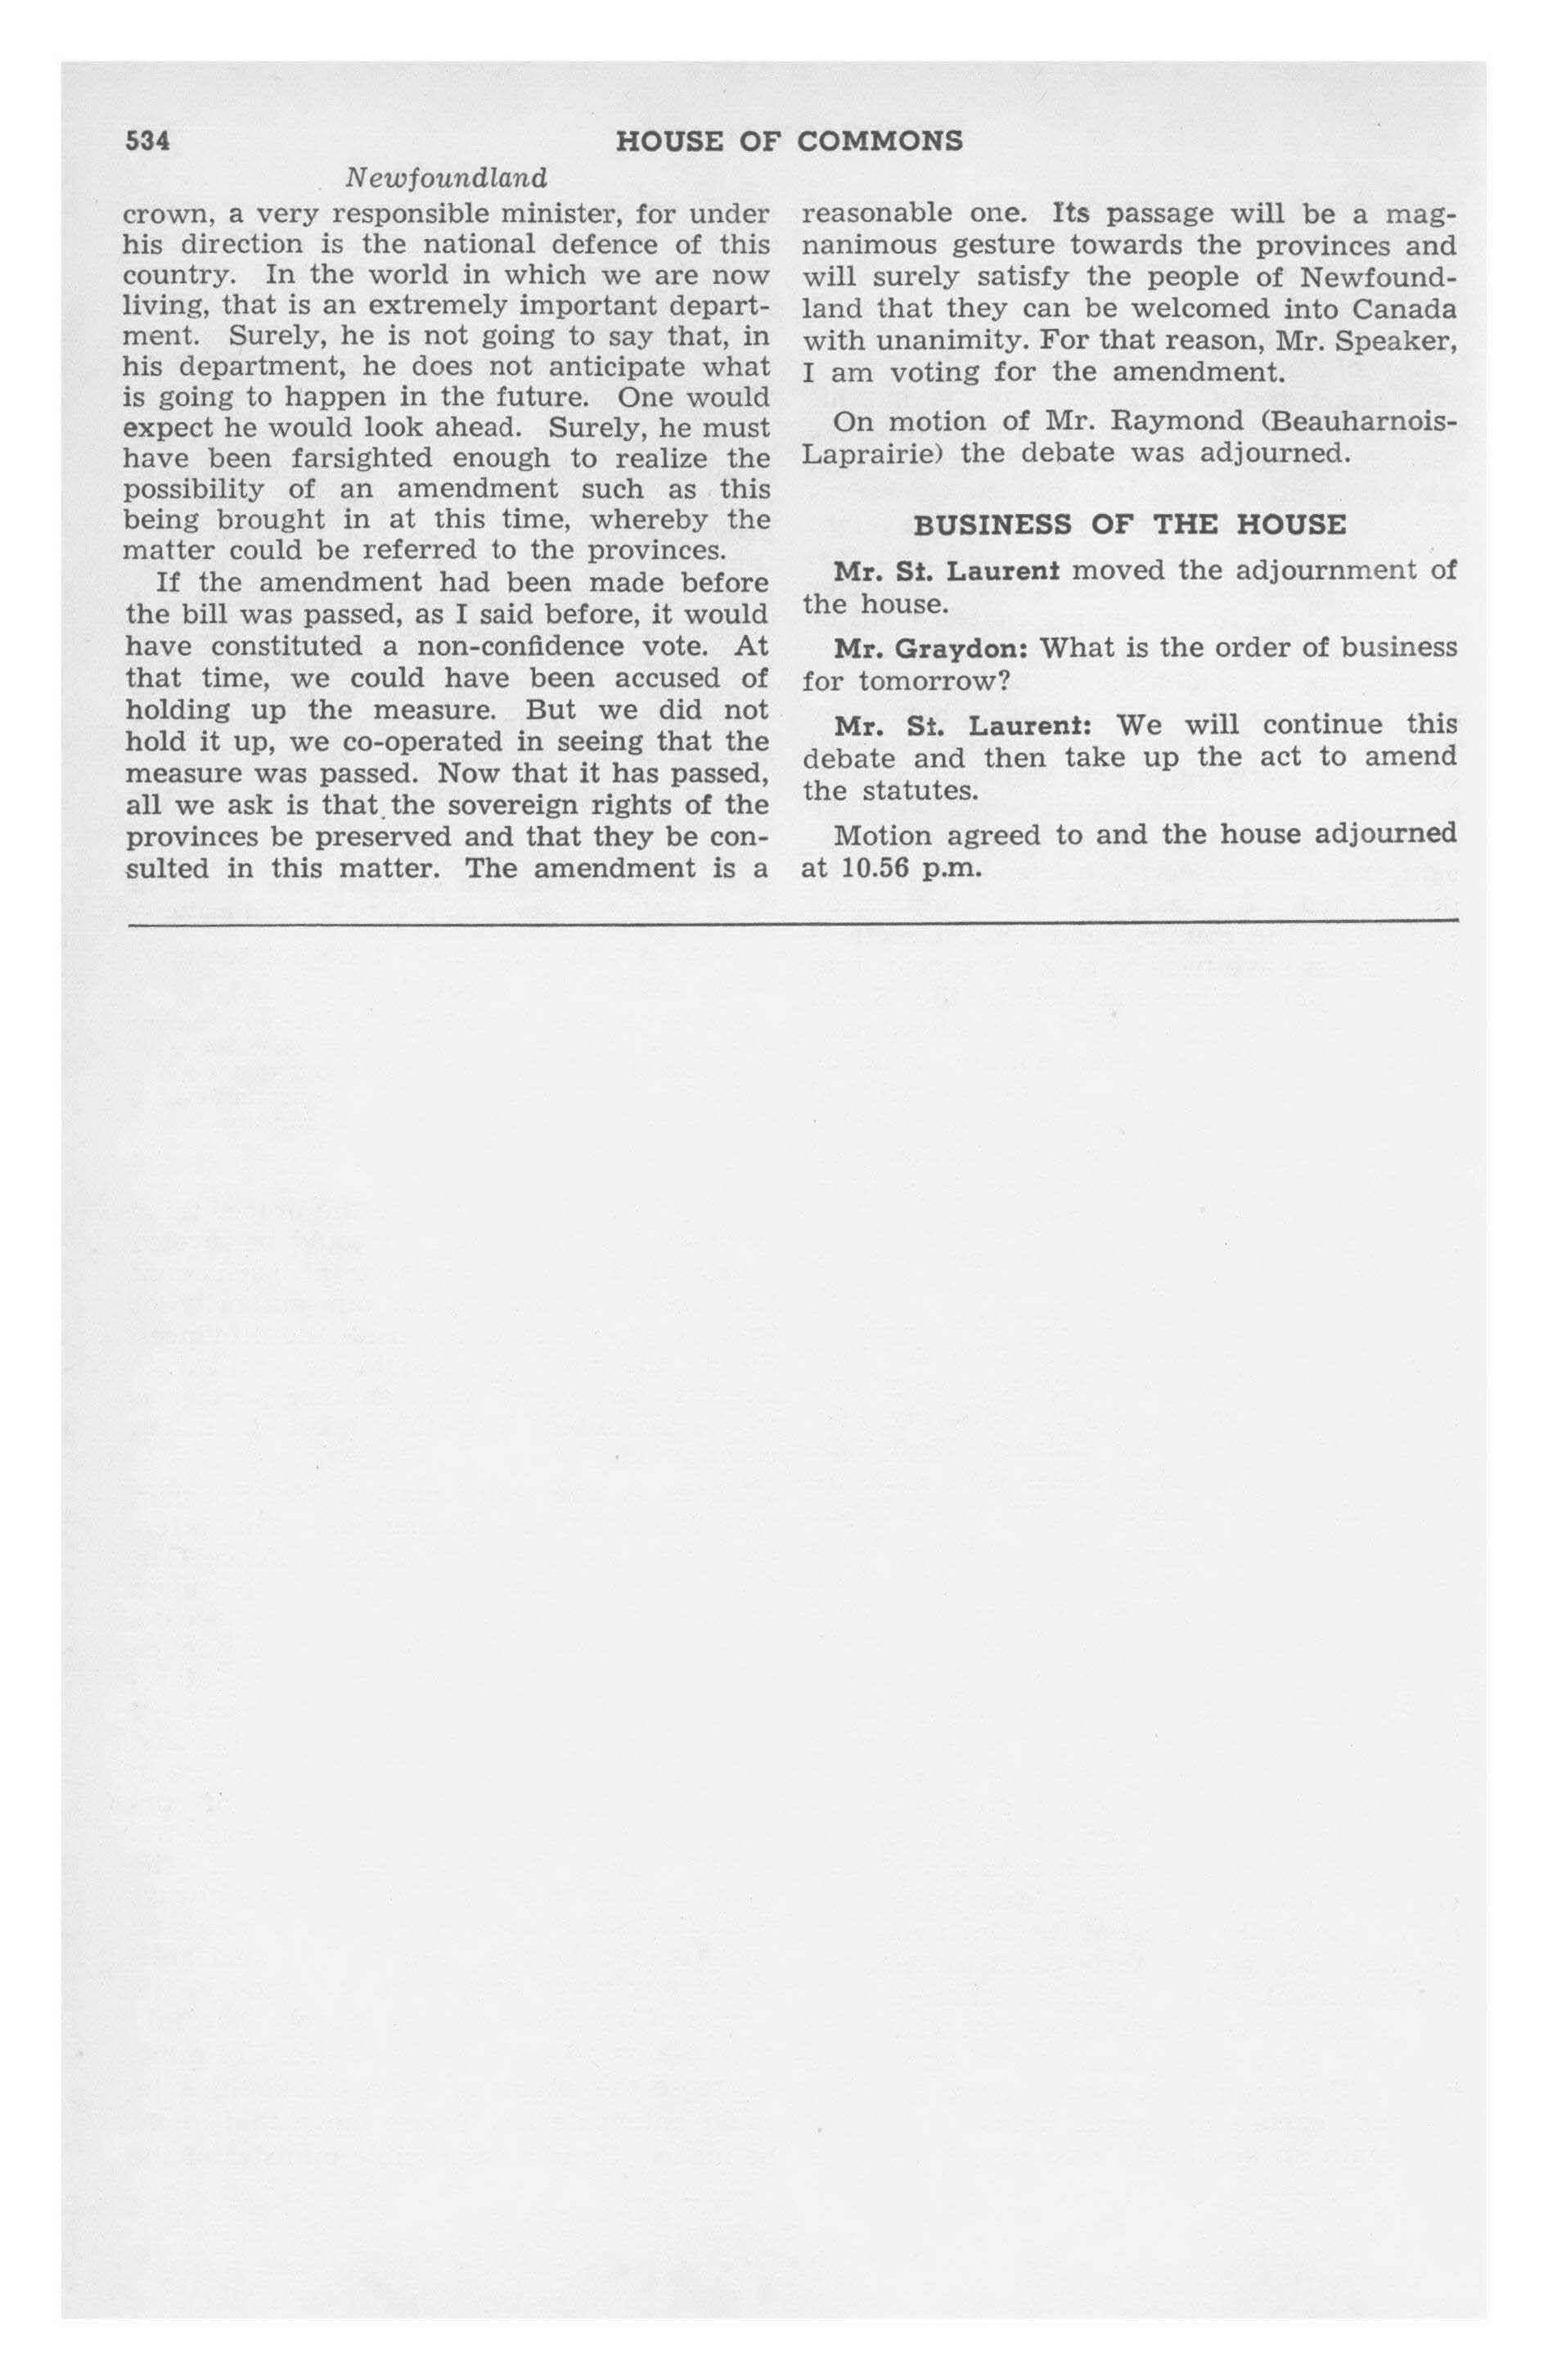 534
HOUSE OF COMMONS
Newfoundland
crown, a very responsible minister, for under
his direction is the national defence of this
country. In the world in which we are now
living, that is an extremely important depart-
ment. Surely, he is not going to say that, in
his department, he does not anticipate what
is going to happen in the future. One would
expect he would look ahead. Surely, he must
have been farsighted enough to realize the
possibility of an amendment such as this
being brought in at this time, whereby the
matter could be referred to the provinces.
If the amendment had been made before
the bill was passed, as I said before, it would
have constituted a non-confidence vote. At
that time, we could have been accused of
holding up the measure. But we did not
hold it up, we co-operated in seeing that the
measure was passed. Now that it has passed,
all we ask is that the sovereign rights of the
provinces be preserved and that they be con-
sulted in this matter. The amendment is a
reasonable one. Its passage will be a mag-
nanimous gesture towards the provinces and
will surely satisfy the people of Newfound-
land that they can be welcomed into Canada
with unanimity. For that reason, Mr. Speaker,
I am voting for the amendment.
On motion of Mr. Raymond (Beauharnois-
Laprairie) the debate was adjourned.
BUSINESS OF THE HOUSE
Mr. St. Laurent moved the adjournment of
the house.
Mr. Graydon: What is the order of business
for tomorrow?
Mr. St. Laurent: We will continue this
debate and then take up the act to amend
the statutes.
Motion agreed to and the house adjourned
at 10.56 p.m.